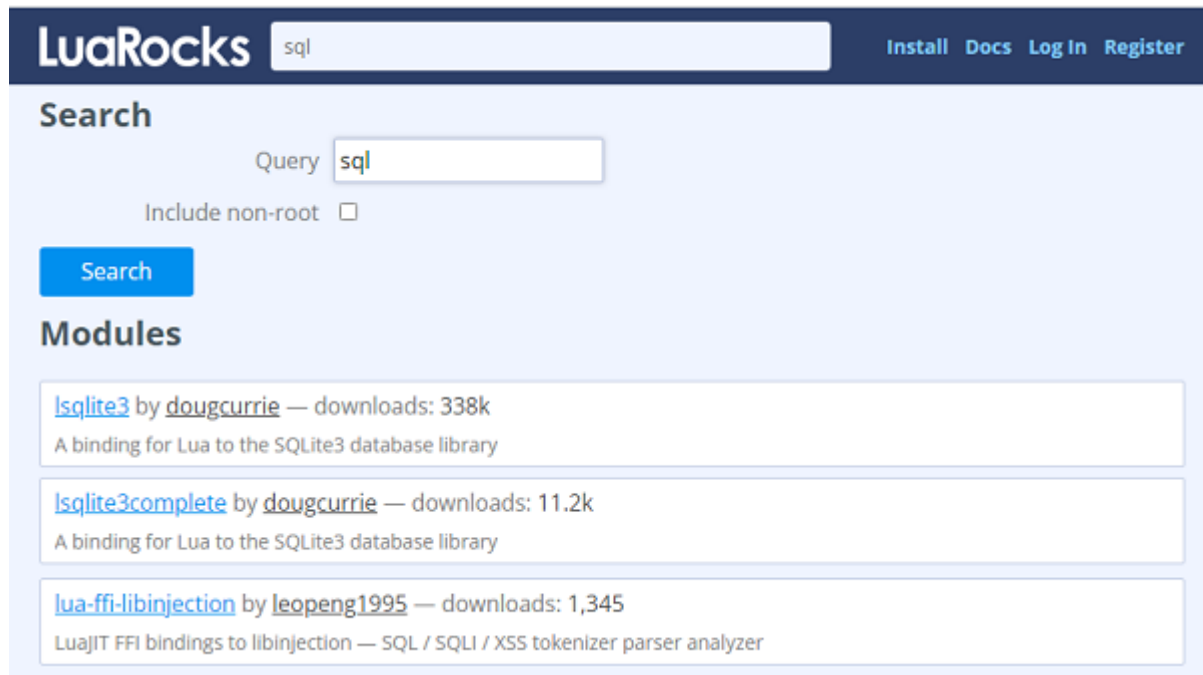 LuaRocks sql Install Docs Log In Register
Search
Query sql
Include non-root
Search
Modules
lsqlite3 by dougcurrie — downloads: 338k
A binding for Lua to the SQLite3 database library
lsqlite3complete by dougcurrie — downloads: 11.2k
A binding for Lua to the SQLite3 database library
lua-ffi-libinjection by leopeng1995 — downloads: 1,345
LuaJIT FFI bindings to libinjection — SQL / SQLI / XSS tokenizer parser analyzer